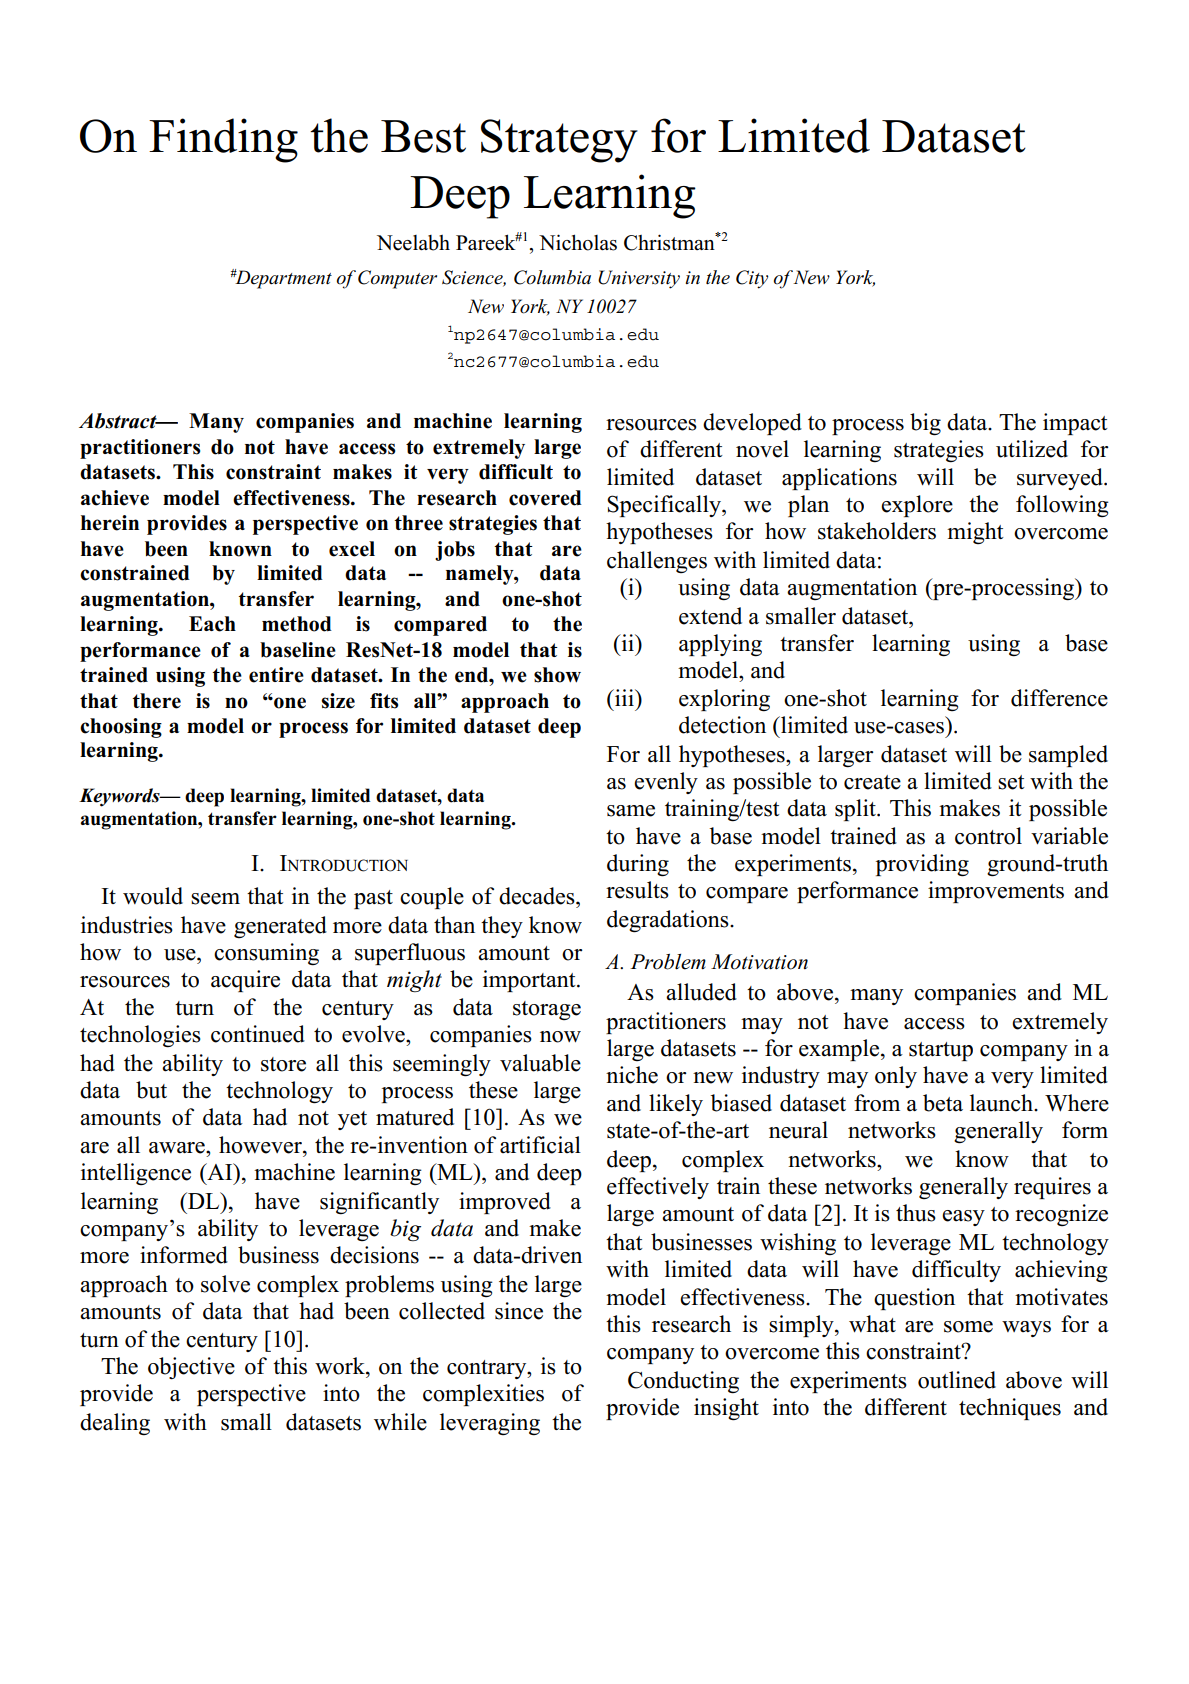 On Finding the Best Strategy for Limited Dataset
Deep Learning
Neelabh Pareek#1, Nicholas Christman*2
#Department of Computer Science, Columbia University in the City of New York,
New York, NY 10027
1np2647@columbia.edu
2nc2677@columbia.edu
Abstract— Many companies and machine learning
practitioners do not have access to extremely large
datasets. This constraint makes it very difficult to
achieve model effectiveness. The research covered
herein provides a perspective on three strategies that
have been known to excel on jobs that are
constrained by limited data -- namely, data
augmentation, transfer learning, and one-shot
learning. Each method is compared to the
performance of a baseline ResNet-18 model that is
trained using the entire dataset. In the end, we show
that there is no “one size fits all” approach to
choosing a model or process for limited dataset deep
learning.
Keywords— deep learning, limited dataset, data
augmentation, transfer learning, one-shot learning.
I. INTRODUCTION
It would seem that in the past couple of decades,
industries have generated more data than they know
how to use, consuming a superfluous amount or
resources to acquire data that might be important.
At the turn of the century as data storage
technologies continued to evolve, companies now
had the ability to store all this seemingly valuable
data but the technology to process these large
amounts of data had not yet matured [10]. As we
are all aware, however, the re-invention of artificial
intelligence (AI), machine learning (ML), and deep
learning (DL), have significantly improved a
company’s ability to leverage big data and make
more informed business decisions -- a data-driven
approach to solve complex problems using the large
amounts of data that had been collected since the
turn of the century [10].
The objective of this work, on the contrary, is to
provide a perspective into the complexities of
dealing with small datasets while leveraging the
resources developed to process big data. The impact
of different novel learning strategies utilized for
limited dataset applications will be surveyed.
Specifically, we plan to explore the following
hypotheses for how stakeholders might overcome
challenges with limited data:
(i) using data augmentation (pre-processing) to
extend a smaller dataset,
(ii) applying transfer learning using a base
model, and
(iii) exploring one-shot learning for difference
detection (limited use-cases).
For all hypotheses, a larger dataset will be sampled
as evenly as possible to create a limited set with the
same training/test data split. This makes it possible
to have a base model trained as a control variable
during the experiments, providing ground-truth
results to compare performance improvements and
degradations.
A. Problem Motivation
As alluded to above, many companies and ML
practitioners may not have access to extremely
large datasets -- for example, a startup company in a
niche or new industry may only have a very limited
and likely biased dataset from a beta launch. Where
state-of-the-art neural networks generally form
deep, complex networks, we know that to
effectively train these networks generally requires a
large amount of data [2]. It is thus easy to recognize
that businesses wishing to leverage ML technology
with limited data will have difficulty achieving
model effectiveness. The question that motivates
this research is simply, what are some ways for a
company to overcome this constraint?
Conducting the experiments outlined above will
provide insight into the different techniques and